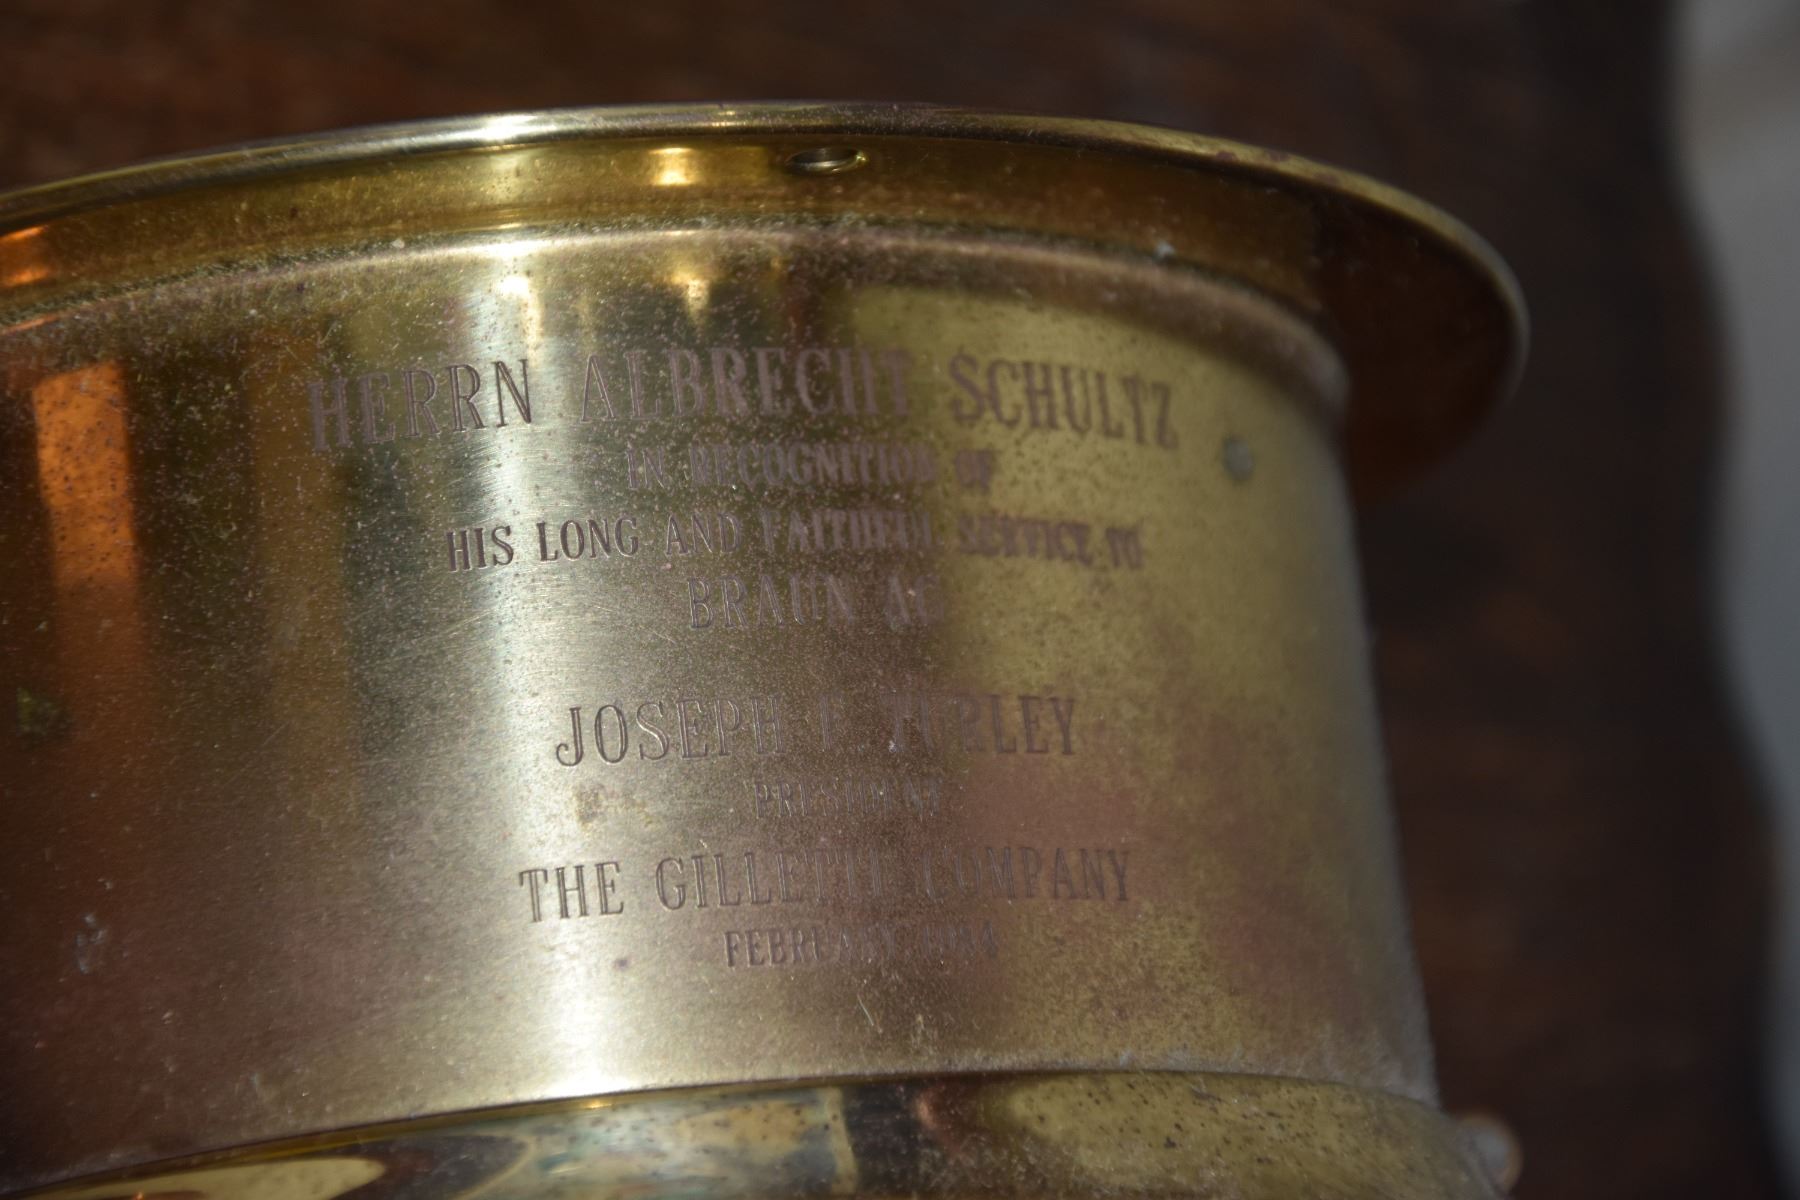 HERRN ALBRECHT SCHULTZ
IN RECOGNITION OF
HIS LONG AND FAITHFUL SERVICE TO
BRAUN AG
JOSEPH F. TURLEY
PRESIDENT
THE GILLETTE COMPANY
FEBRUARY, 1984